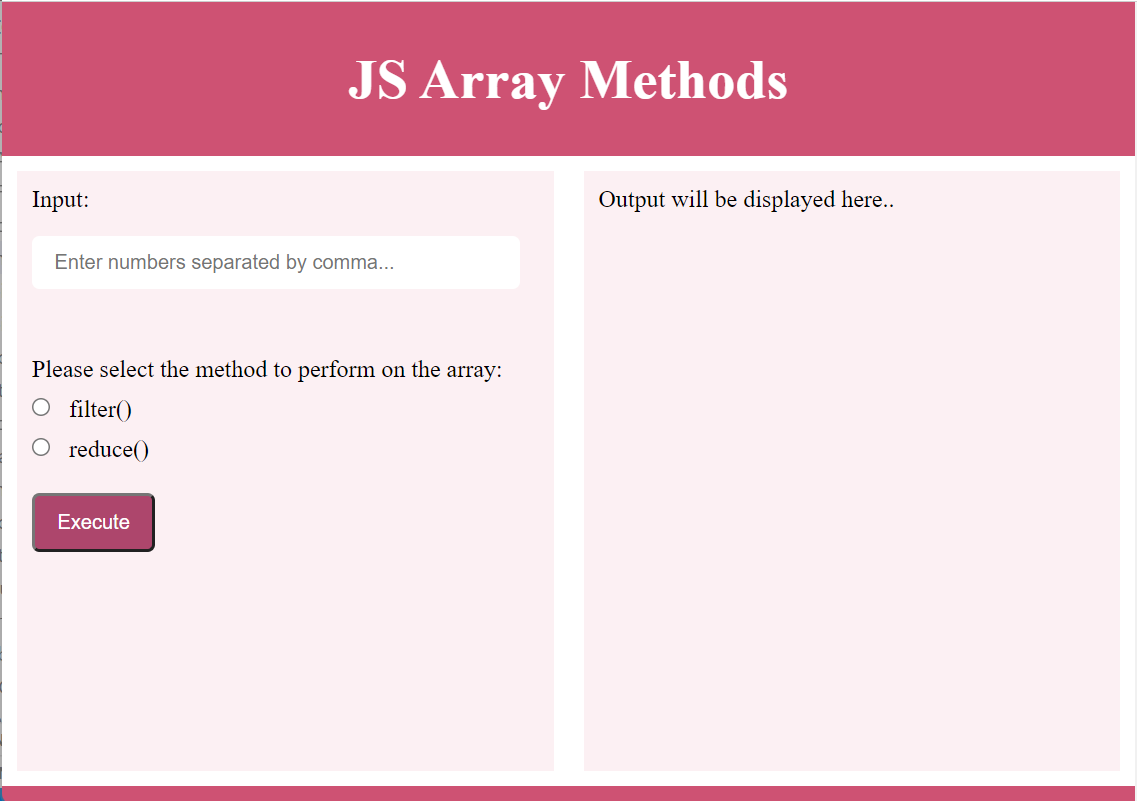 JS Array Methods
Input:
Enter numbers separated by comma...
Please select the method to perform on the array:
filter()
reduce()
Execute
Output will be displayed here..